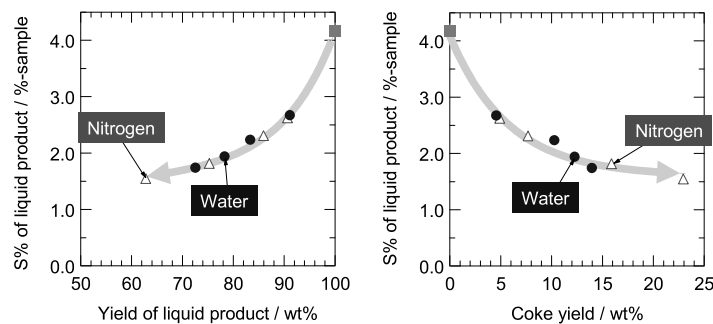 S% of liquid product / %-sample
4.0
3.0
2.0
1.0
0.0
50
60
70
80
90
100
Yield of liquid product / wt%
Nitrogen
Water
S% of liquid product / %-sample
4.0
3.0
2.0
1.0
0.0
0
5
10
15
20
25
Coke yield / wt%
Nitrogen
Water